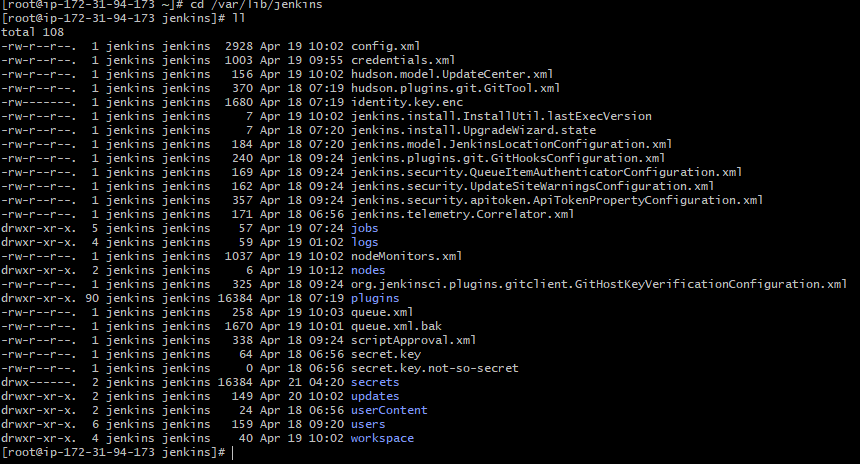 [root@ip-172-31-94-173 ~]# cd /var/lib/jenkins
[root@ip-172-31-94-173 jenkins]# ll
total 108
-rw-r--r--.  1 jenkins jenkins  2928 Apr 19 10:02 config.xml
-rw-r--r--.  1 jenkins jenkins  1003 Apr 19 09:55 credentials.xml
-rw-r--r--.  1 jenkins jenkins   156 Apr 19 10:02 hudson.model.UpdateCenter.xml
-rw-r--r--.  1 jenkins jenkins   370 Apr 18 07:19 hudson.plugins.git.GitTool.xml
-rw-------.  1 jenkins jenkins  1680 Apr 18 07:19 identity.key.enc
-rw-r--r--.  1 jenkins jenkins     7 Apr 19 10:02 jenkins.install.InstallUtil.lastExecVersion
-rw-r--r--.  1 jenkins jenkins     7 Apr 18 07:20 jenkins.install.UpgradeWizard.state
-rw-r--r--.  1 jenkins jenkins   184 Apr 18 07:20 jenkins.model.JenkinsLocationConfiguration.xml
-rw-r--r--.  1 jenkins jenkins   240 Apr 18 09:24 jenkins.plugins.git.GitHooksConfiguration.xml
-rw-r--r--.  1 jenkins jenkins   169 Apr 18 09:24 jenkins.security.QueueItemAuthenticatorConfiguration.xml
-rw-r--r--.  1 jenkins jenkins   162 Apr 18 09:24 jenkins.security.UpdateSiteWarningsConfiguration.xml
-rw-r--r--.  1 jenkins jenkins   357 Apr 18 09:24 jenkins.security.apitoken.ApiTokenPropertyConfiguration.xml
-rw-r--r--.  1 jenkins jenkins   171 Apr 18 06:56 jenkins.telemetry.Correlator.xml
drwxr-xr-x.  5 jenkins jenkins    57 Apr 19 07:24 jobs
drwxr-xr-x.  4 jenkins jenkins    59 Apr 19 01:02 logs
-rw-r--r--.  1 jenkins jenkins  1037 Apr 19 10:02 nodeMonitors.xml
drwxr-xr-x.  2 jenkins jenkins     6 Apr 19 10:12 nodes
-rw-r--r--.  1 jenkins jenkins   325 Apr 18 09:24 org.jenkinsci.plugins.gitclient.GitHostKeyVerificationConfiguration.xml
drwxr-xr-x. 90 jenkins jenkins 16384 Apr 18 07:19 plugins
-rw-r--r--.  1 jenkins jenkins   258 Apr 19 10:03 queue.xml
-rw-r--r--.  1 jenkins jenkins  1670 Apr 19 10:01 queue.xml.bak
-rw-r--r--.  1 jenkins jenkins   338 Apr 18 09:24 scriptApproval.xml
-rw-r--r--.  1 jenkins jenkins    64 Apr 18 06:56 secret.key
-rw-r--r--.  1 jenkins jenkins     0 Apr 18 06:56 secret.key.not-so-secret
drwx------.  2 jenkins jenkins 16384 Apr 21 04:20 secrets
drwxr-xr-x.  2 jenkins jenkins   149 Apr 20 10:02 updates
drwxr-xr-x.  2 jenkins jenkins    24 Apr 18 06:56 userContent
drwxr-xr-x.  6 jenkins jenkins   159 Apr 18 09:20 users
drwxr-xr-x.  4 jenkins jenkins    40 Apr 19 10:02 workspace
[root@ip-172-31-94-173 jenkins]#